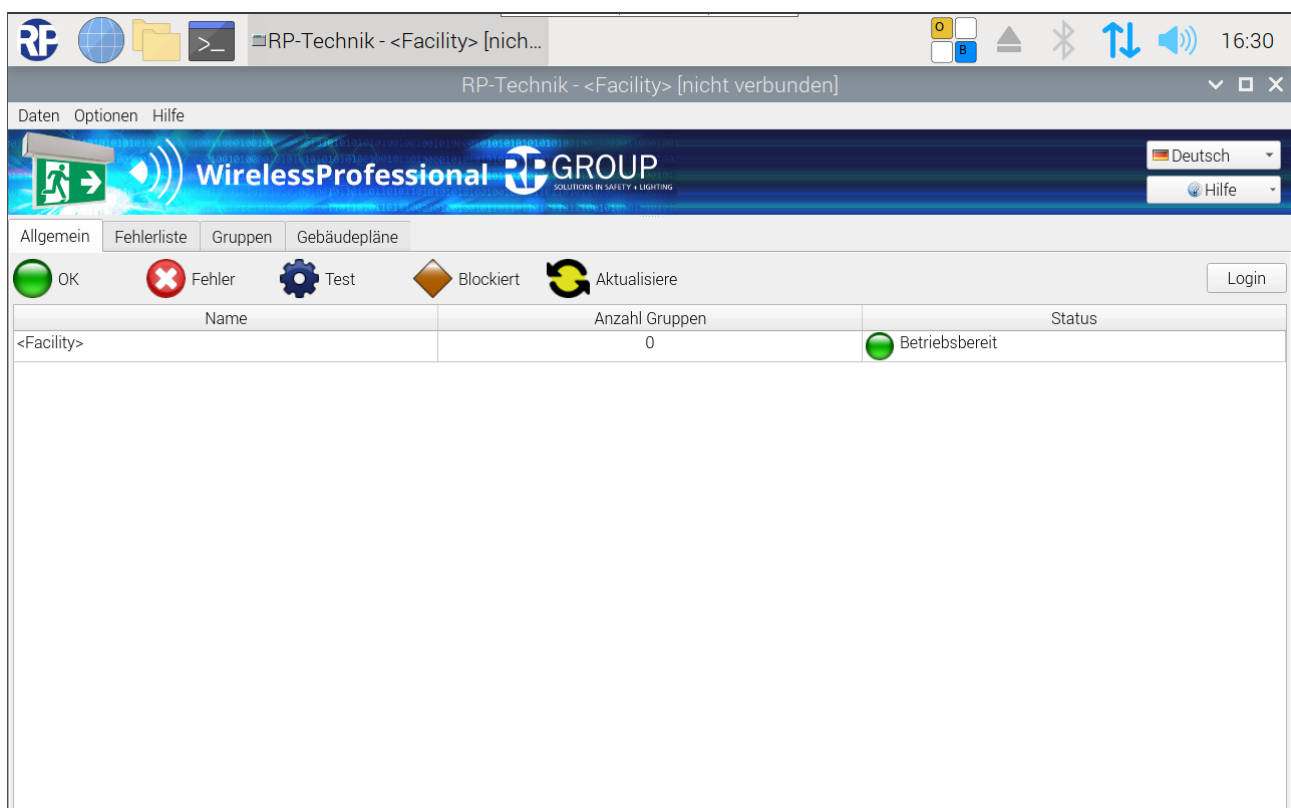 RP >_ RP-Technik - <Facility> [nich... O B 16:30
RP-Technik - <Facility> [nicht verbunden]
Daten Optionen Hilfe
WirelessProfessional RP GROUP
SOLUTIONS IN SAFETY + LIGHTING
Deutsch
Hilfe
Allgemein Fehlerliste Gruppen Gebäudepläne
OK Fehler Test Blockiert Aktualisiere Login
Name Anzahl Gruppen Status
<Facility> 0 Betriebsbereit